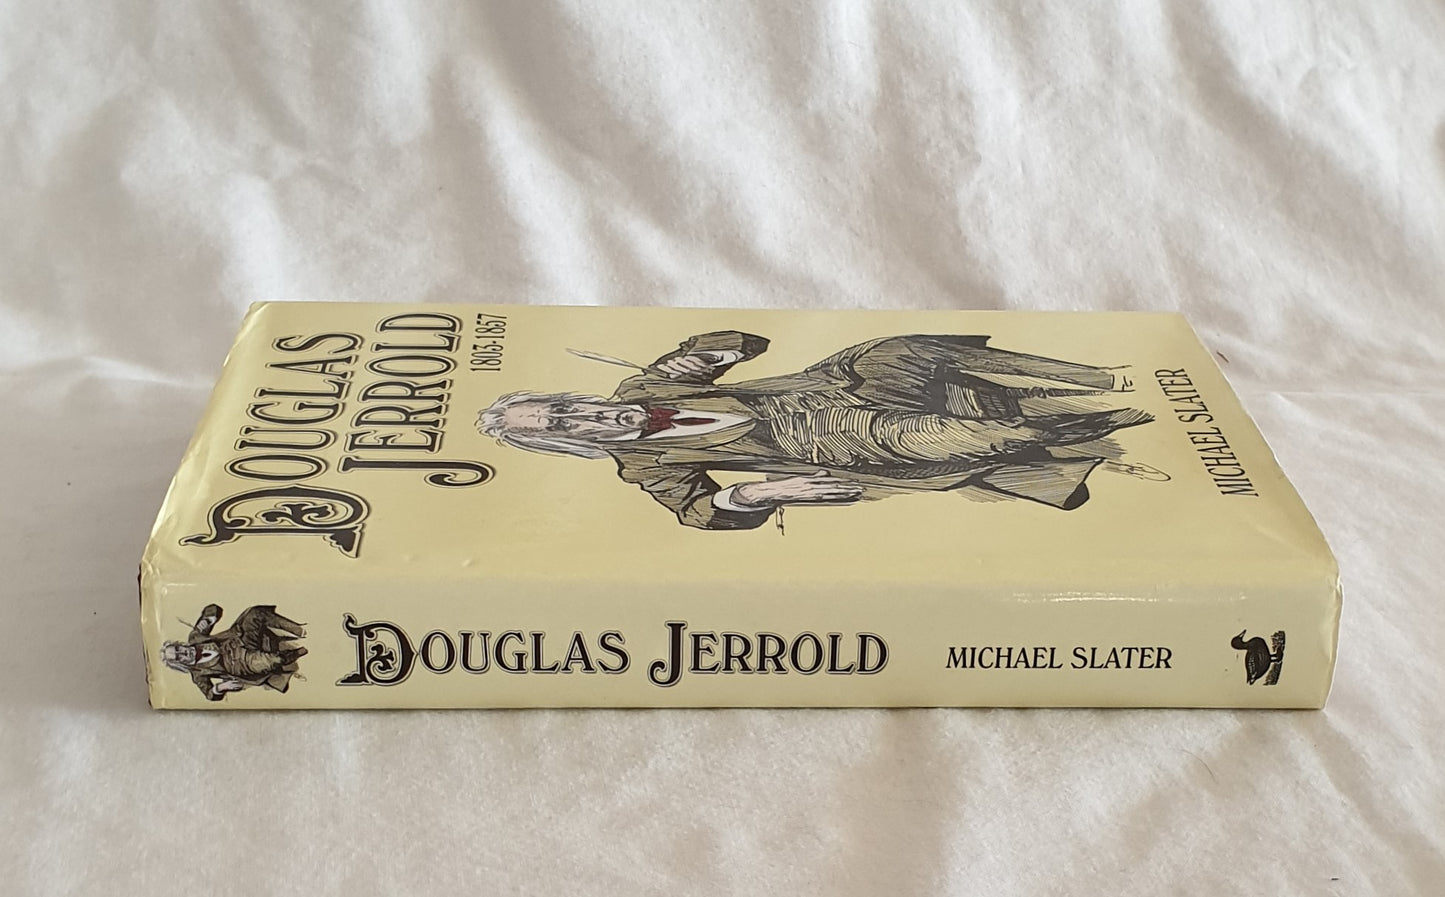 DOUGLAS
JERROLD
1803-1857
MICHAEL SLATER
DOUGLAS JERROLD MICHAEL SLATER